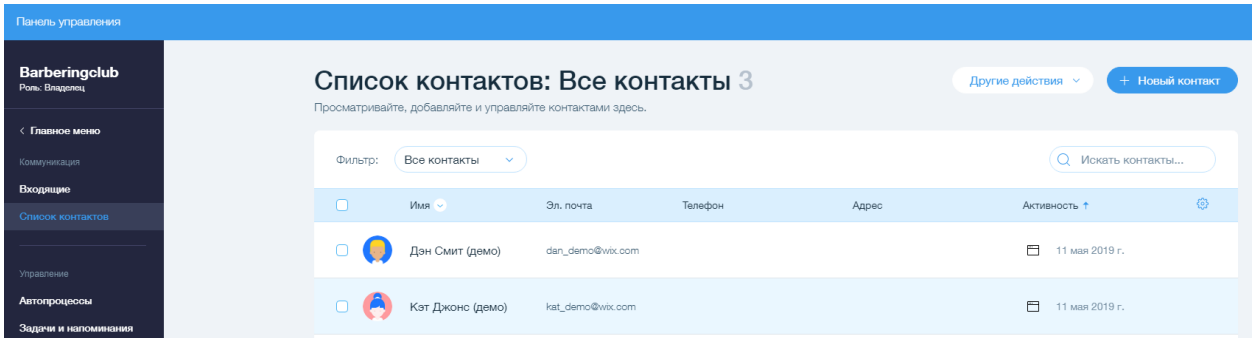 Панель управления
Barberingclub
Роль: Владелец
< Главное меню
Коммуникация
Входящие
Список контактов
Управление
Автопроцессы
Задачи и напоминания
Список контактов: Все контакты 3
Просматривайте, добавляйте и управляйте контактами здесь.
Другие действия
+ Новый контакт
Фильтр: Все контакты
Искать контакты...
Имя Эл. почта Телефон Адрес Активность ↑
Дэн Смит (демо) dan_demo@wix.com 11 мая 2019 г.
Кэт Джонс (демо) kat_demo@wix.com 11 мая 2019 г.